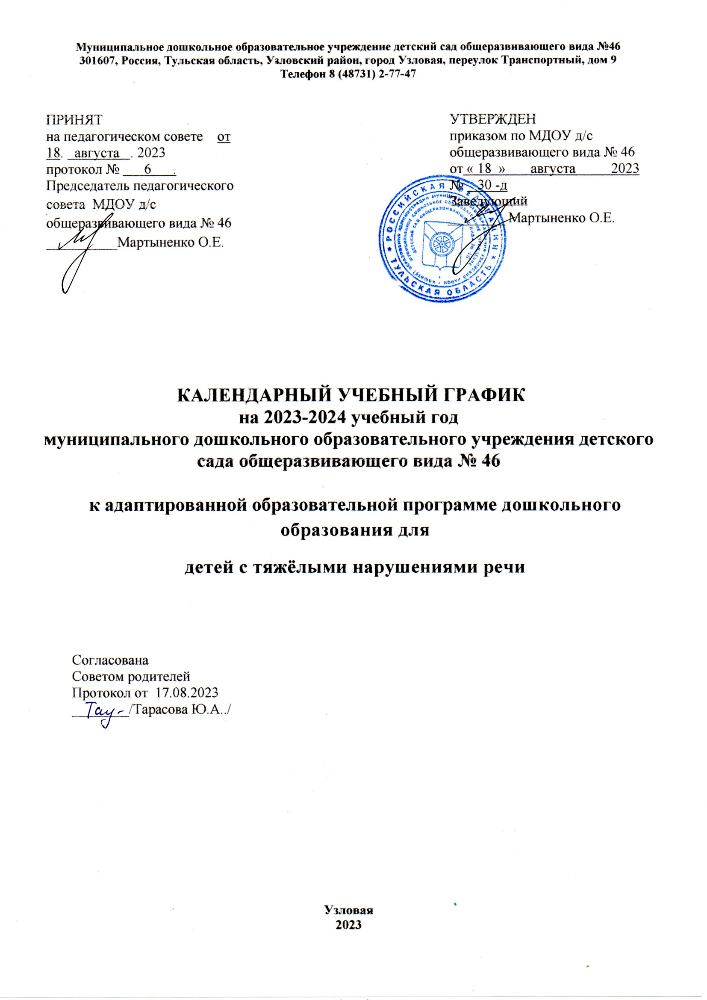 Муниципальное дошкольное образовательное учреждение детский сад общеразвивающего вида №46
301607, Россия, Тульская область, Узловский район, город Узловая, переулок Транспортный, дом 9
Телефон 8 (48731) 2-77-47
ПРИНЯТ
на педагогическом совете от
18. августа . 2023
протокол № 6 .
Председатель педагогического
совета МДОУ д/с
общеразвивающего вида № 46
Мартыненко О.Е.
УТВЕРЖДЕН
приказом по МДОУ д/с
общеразвивающего вида № 46
от « 18 » августа 2023
№ 30 -д
Заведующий
Мартыненко О.Е.
РОССИЙСКАЯ ФЕДЕРАЦИЯ
ТУЛЬСКАЯ ОБЛАСТЬ
КАЛЕНДАРНЫЙ УЧЕБНЫЙ ГРАФИК
на 2023-2024 учебный год
муниципального дошкольного образовательного учреждения детского
сада общеразвивающего вида № 46
к адаптированной образовательной программе дошкольного
образования для
детей с тяжёлыми нарушениями речи
Согласована
Советом родителей
Протокол от 17.08.2023
/Тарасова Ю.А../
Узловая
2023